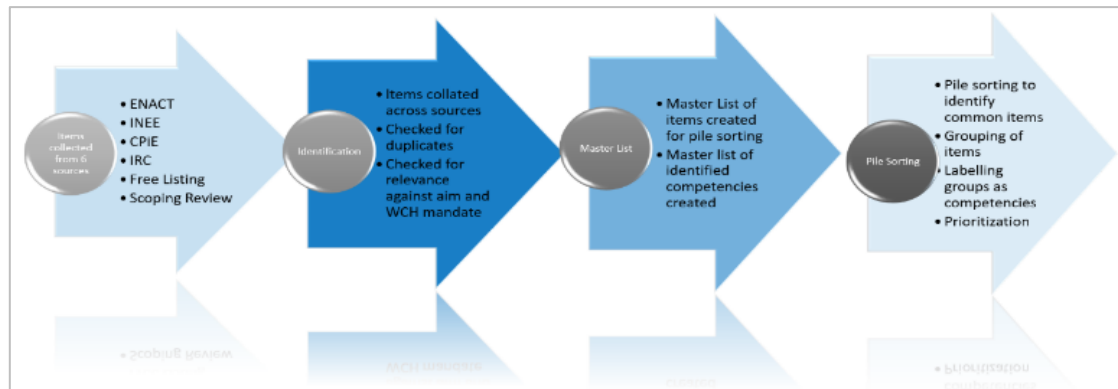 Items
collected
from 6
sources
• ENACT
• INEE
• CPIE
• IRC
• Free Listing
• Scoping Review
Identification
• Items collated
across sources
• Checked for
duplicates
• Checked for
relevance
against aim and
WCH mandate
Master List
• Master List of
items created
for pile sorting
• Master list of
identified
competencies
created
Pile Sorting
• Pile sorting to
identify
common items
• Grouping of
items
• Labelling
groups as
competencies
• Prioritization